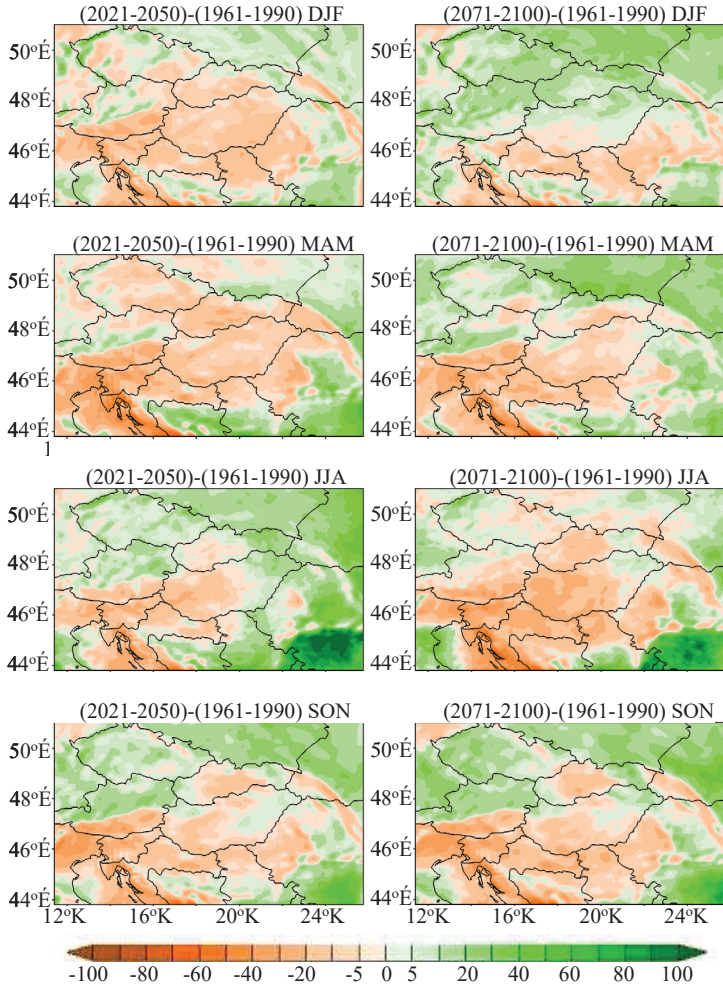 (2021-2050)-(1961-1990) DJF (2071-2100)-(1961-1990) DJF
50ºÉ 50ºÉ
48ºÉ 48ºÉ
46ºÉ 46ºÉ
44ºÉ 44ºÉ
(2021-2050)-(1961-1990) MAM (2071-2100)-(1961-1990) MAM
50ºÉ 50ºÉ
48ºÉ 48ºÉ
46ºÉ 46ºÉ
44ºÉ 44ºÉ
1
(2021-2050)-(1961-1990) JJA (2071-2100)-(1961-1990) JJA
50ºÉ 50ºÉ
48ºÉ 48ºÉ
46ºÉ 46ºÉ
44ºÉ 44ºÉ
(2021-2050)-(1961-1990) SON (2071-2100)-(1961-1990) SON
50ºÉ 50ºÉ
48ºÉ 48ºÉ
46ºÉ 46ºÉ
44ºÉ 44ºÉ
12ºK 16ºK 20ºK 24ºK 12ºK 16ºK 20ºK 24ºK
-100 -80 -60 -40 -20 -5 0 5 20 40 60 80 100